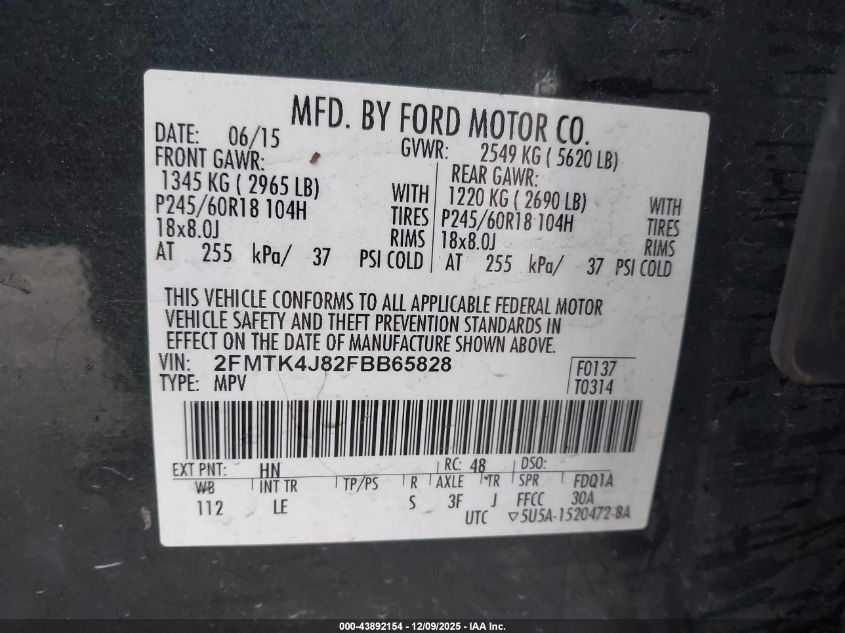 MFD. BY FORD MOTOR CO.
DATE: 06/15 GVWR: 2549 KG ( 5620 LB)
FRONT GAWR: REAR GAWR:
1345 KG ( 2965 LB) WITH 1220 KG ( 2690 LB) WITH
P245/60R18 104H TIRES P245/60R18 104H TIRES
18x8.0J RIMS 18x8.0J RIMS
AT 255 kPa/ 37 PSI COLD AT 255 kPa/ 37 PSI COLD
THIS VEHICLE CONFORMS TO ALL APPLICABLE FEDERAL MOTOR
VEHICLE SAFETY AND THEFT PREVENTION STANDARDS IN
EFFECT ON THE DATE OF MANUFACTURE SHOWN ABOVE.
VIN: 2FMTK4J82FBB65828 F0137
TYPE: MPV T0314
EXT PNT: HN RC: 48 DSO:
WB INT TR TP/PS R AXLE TR SPR FDQ1A
112 LE S 3F J FFCC 30A
UTC ▽5U5A-1520472-BA
000-43892154 - 12/09/2025 - IAA Inc.